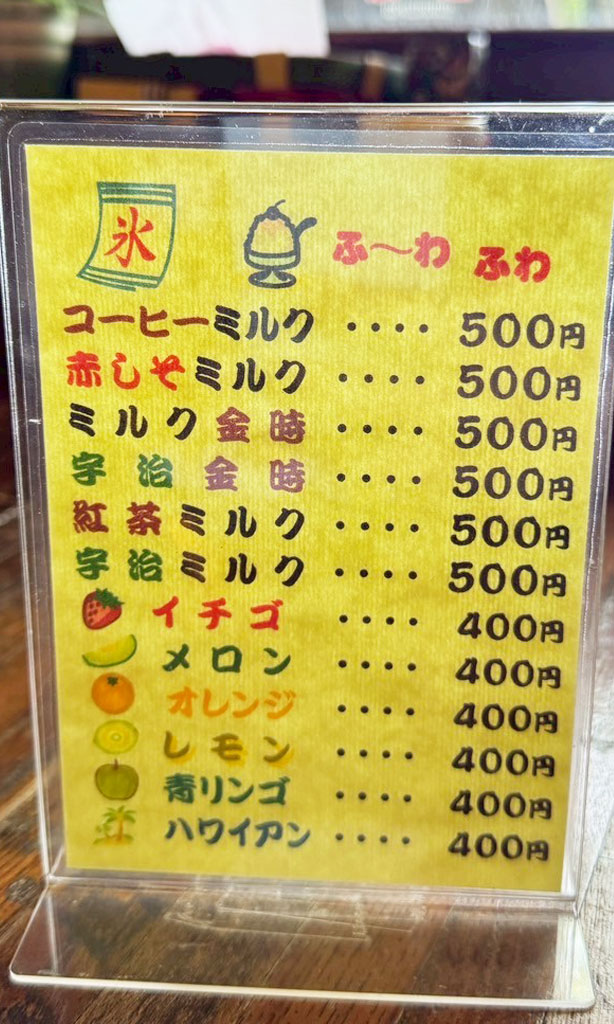 氷 ふ〜わ ふわ
コーヒーミルク ・・・・ 500円
赤しそミルク ・・・・ 500円
ミルク金時 ・・・・ 500円
宇治金時 ・・・・ 500円
紅茶ミルク ・・・・ 500円
宇治ミルク ・・・・ 500円
イチゴ ・・・・ 400円
メロン ・・・・ 400円
オレンジ ・・・・ 400円
レモン ・・・・ 400円
青リンゴ ・・・・ 400円
ハワイアン ・・・・ 400円